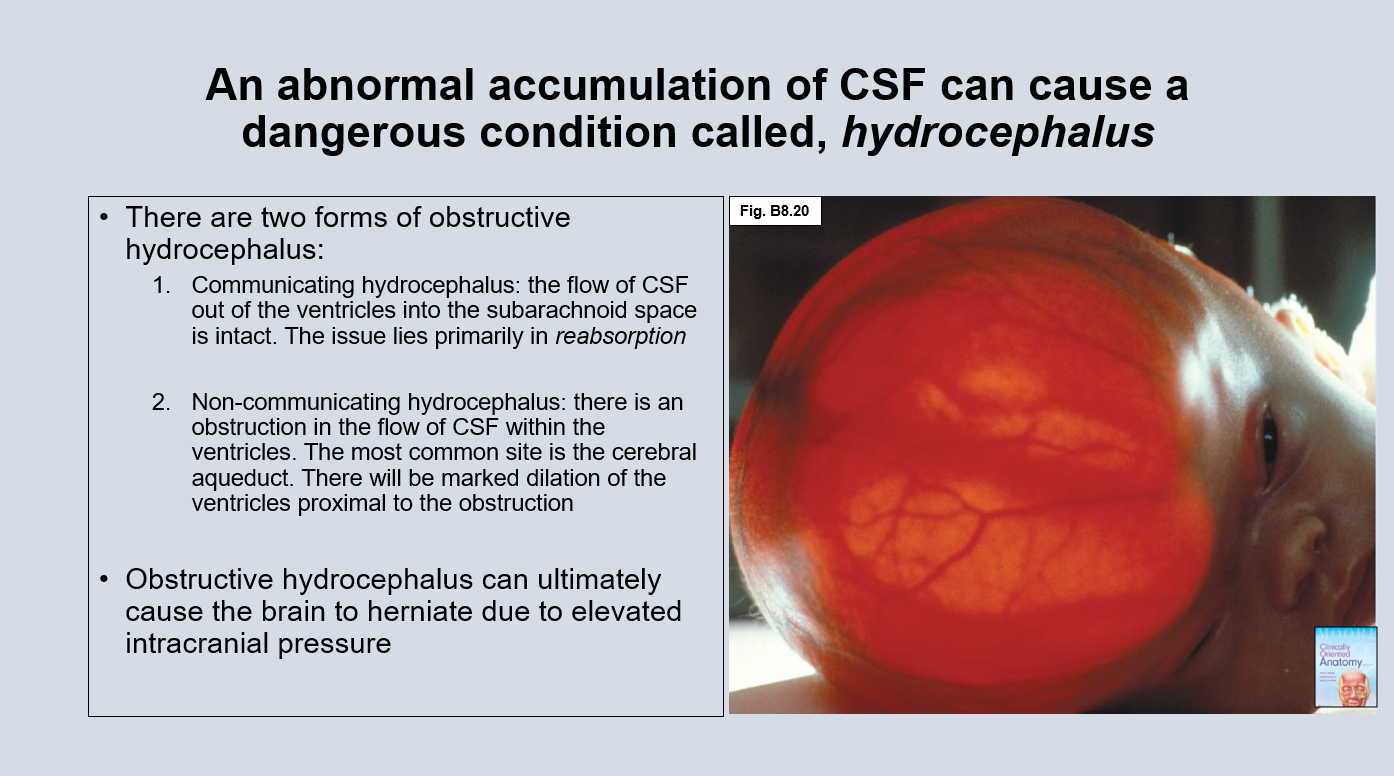 An abnormal accumulation of CSF can cause a
dangerous condition called, hydrocephalus
• There are two forms of obstructive
hydrocephalus:
1. Communicating hydrocephalus: the flow of CSF
out of the ventricles into the subarachnoid space
is intact. The issue lies primarily in reabsorption
2. Non-communicating hydrocephalus: there is an
obstruction in the flow of CSF within the
ventricles. The most common site is the cerebral
aqueduct. There will be marked dilation of the
ventricles proximal to the obstruction
• Obstructive hydrocephalus can ultimately
cause the brain to herniate due to elevated
intracranial pressure
Fig. B8.20
Clinically
Oriented
Anatomy